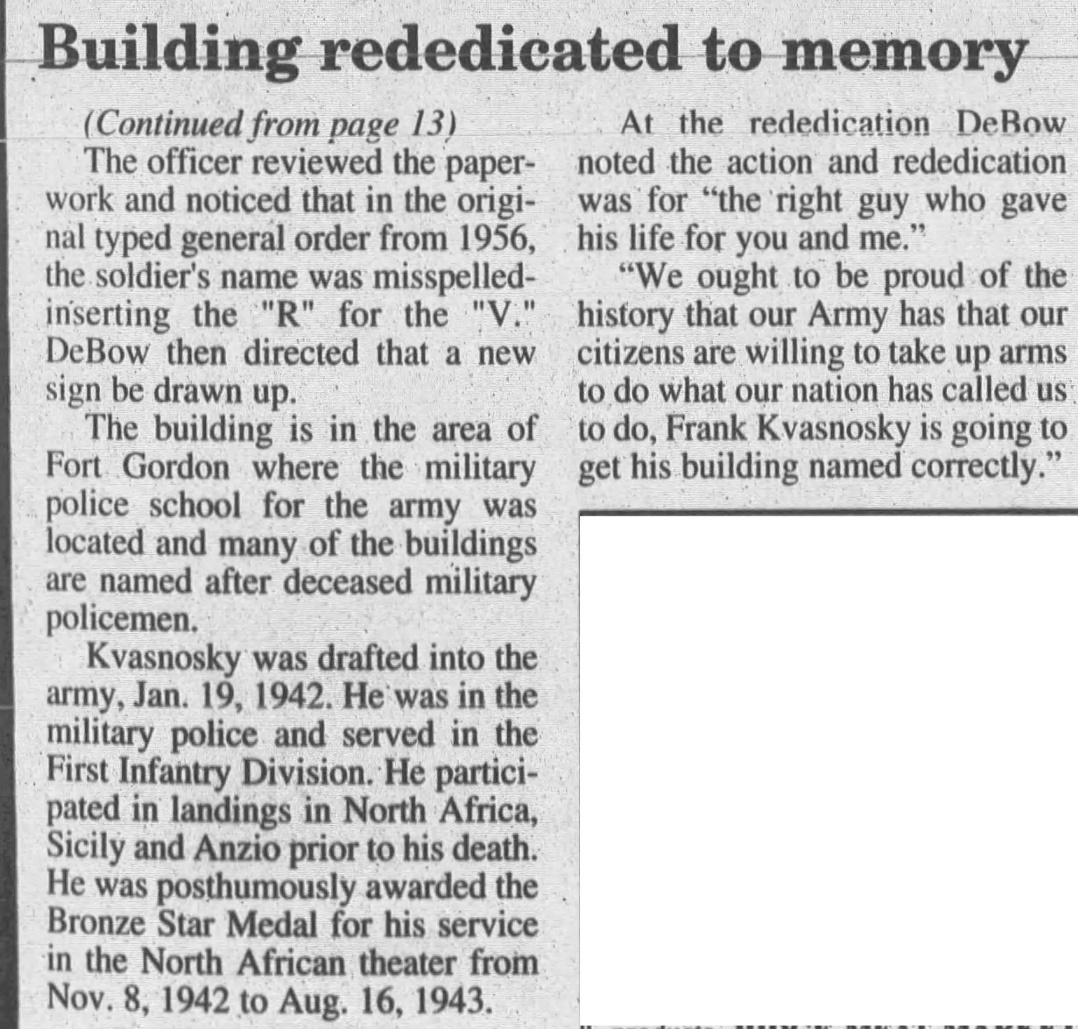 Building rededicated to memory
(Continued from page 13)
The officer reviewed the paper-
work and noticed that in the origi-
nal typed general order from 1956,
the soldier's name was misspelled-
inserting the "R" for the "V."
DeBow then directed that a new
sign be drawn up.
The building is in the area of
Fort Gordon where the military
police school for the army was
located and many of the buildings
are named after deceased military
policemen.
Kvasnosky was drafted into the
army, Jan. 19, 1942. He was in the
military police and served in the
First Infantry Division. He partici-
pated in landings in North Africa,
Sicily and Anzio prior to his death.
He was posthumously awarded the
Bronze Star Medal for his service
in the North African theater from
Nov. 8, 1942 to Aug. 16, 1943.
At the rededication DeBow
noted the action and rededication
was for “the right guy who gave
his life for you and me.”
“We ought to be proud of the
history that our Army has that our
citizens are willing to take up arms
to do what our nation has called us
to do, Frank Kvasnosky is going to
get his building named correctly.”